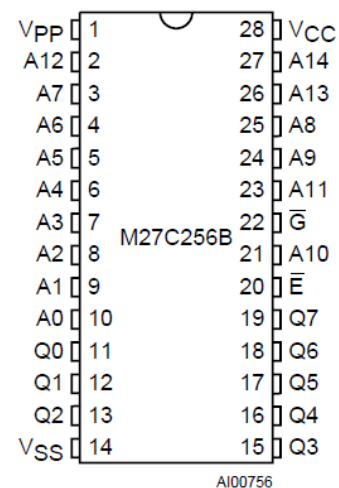 VPP 1 28 VCC
A12 2 27 A14
A7 3 26 A13
A6 4 25 A8
A5 5 24 A9
A4 6 23 A11
A3 7 22 G̅
M27C256B
A2 8 21 A10
A1 9 20 E̅
A0 10 19 Q7
Q0 11 18 Q6
Q1 12 17 Q5
Q2 13 16 Q4
VSS 14 15 Q3
AI00756